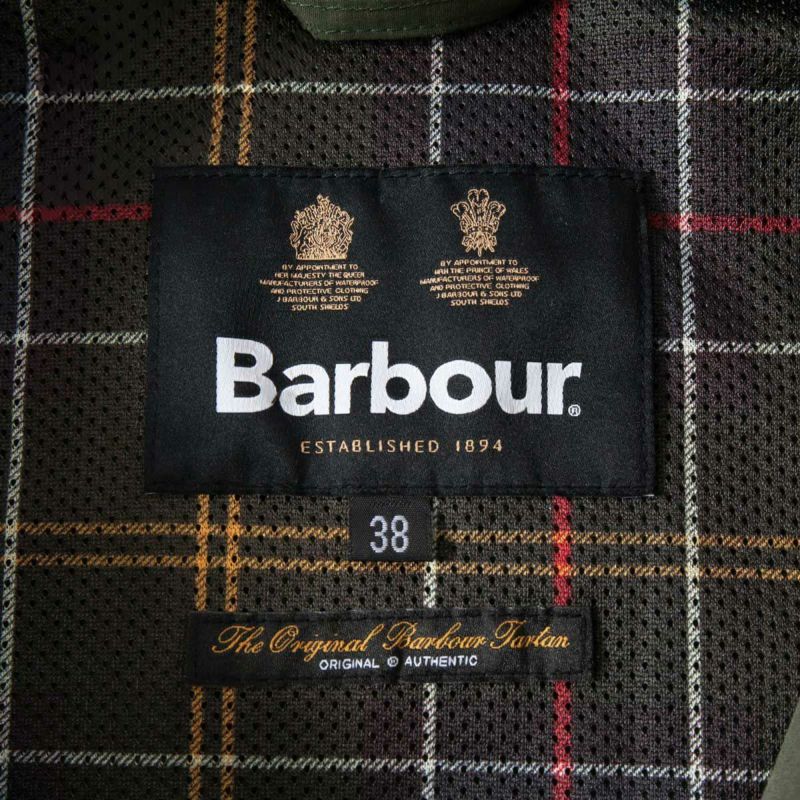 BY APPOINTMENT TO
HER MAJESTY THE QUEEN
MANUFACTURERS OF WATERPROOF
AND PROTECTIVE CLOTHING
J BARBOUR & SONS LTD
SOUTH SHIELDS
BY APPOINTMENT TO
HRH THE PRINCE OF WALES
MANUFACTURERS OF WATERPROOF
AND PROTECTIVE CLOTHING
J BARBOUR & SONS LTD
SOUTH SHIELDS
Barbour®
ESTABLISHED 1894
38
The Original Barbour Tartan
ORIGINAL ® AUTHENTIC